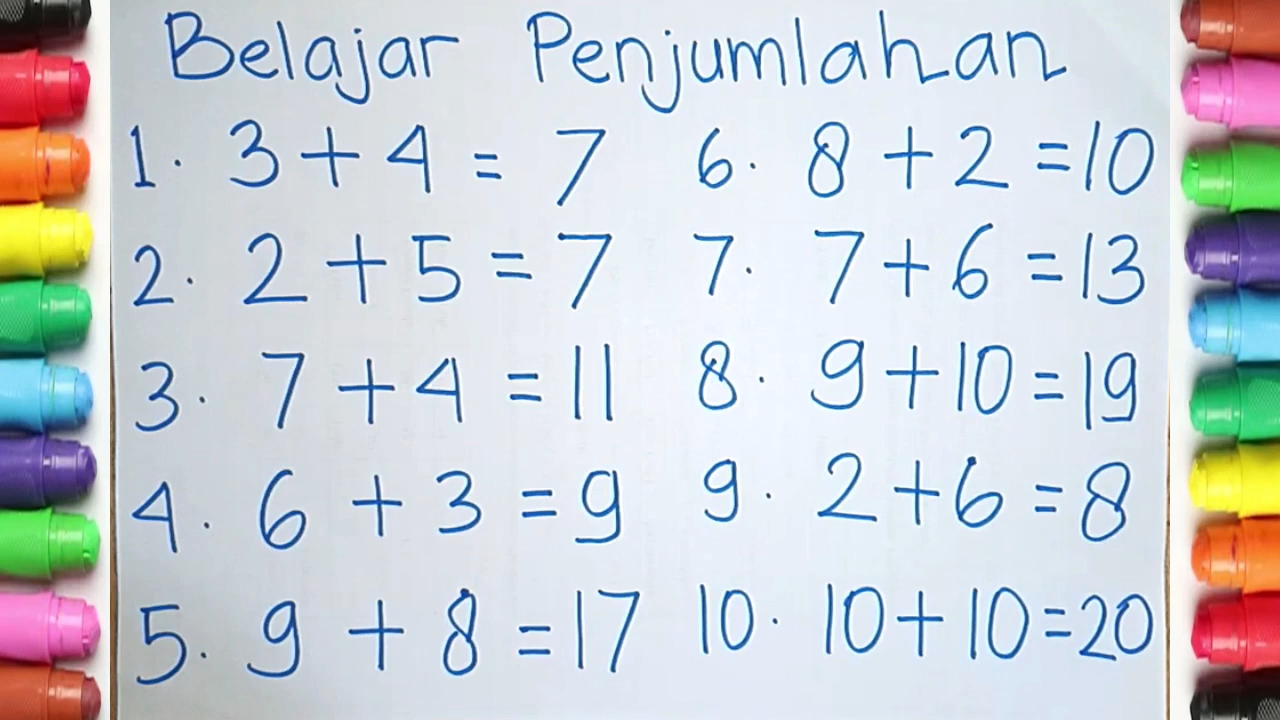 Belajar Penjumlahan
1. 3 + 4 = 7
2. 2 + 5 = 7
3. 7 + 4 = 11
4. 6 + 3 = 9
5. 9 + 8 = 17
6. 8 + 2 = 10
7. 7 + 6 = 13
8. 9 + 10 = 19
9. 2 + 6 = 8
10. 10 + 10 = 20